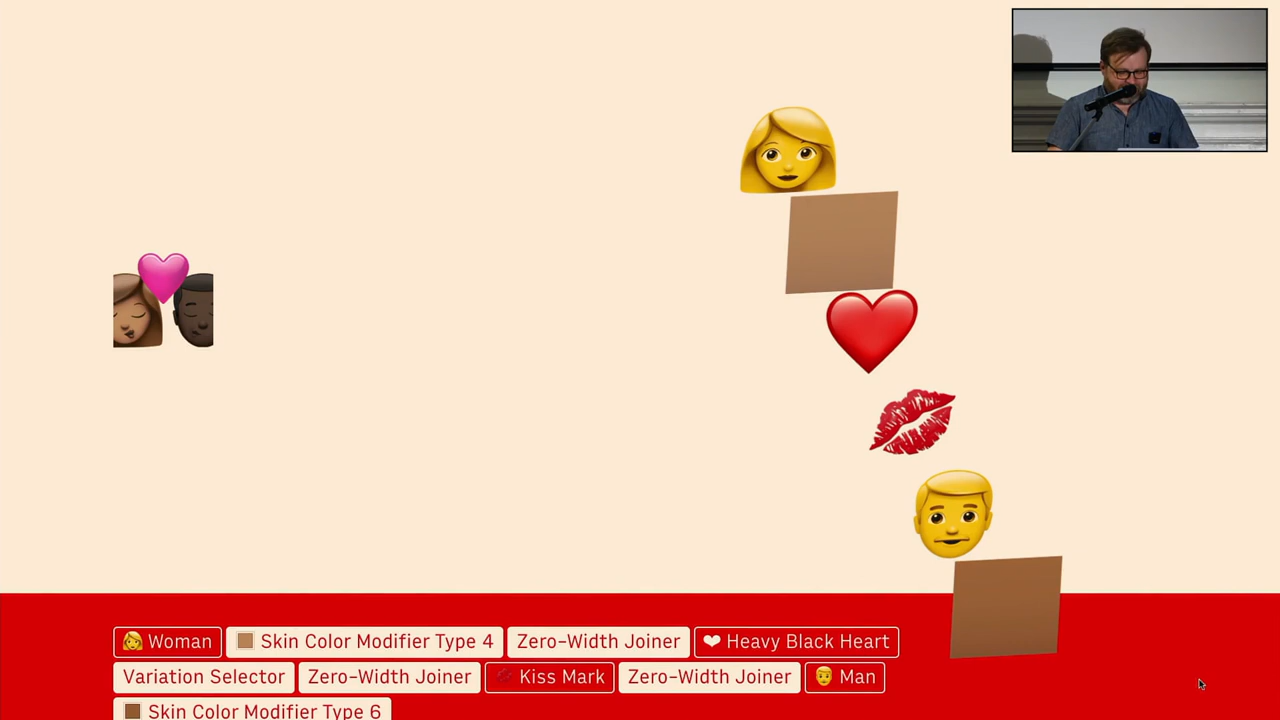 Woman Skin Color Modifier Type 4 Zero-Width Joiner Heavy Black Heart
Variation Selector Zero-Width Joiner Kiss Mark Zero-Width Joiner Man
Skin Color Modifier Type 6